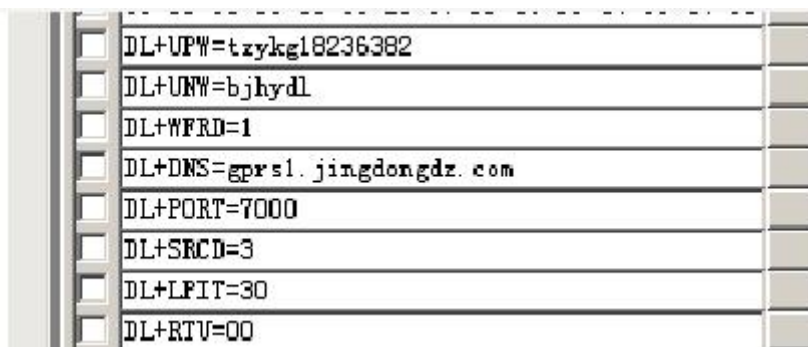 DL+UPW=tzykg18236382
DL+UNW=bjhydl
DL+WFRD=1
DL+DNS=gprs1.jingdongdz.com
DL+PORT=7000
DL+SRCD=3
DL+LPIT=30
DL+RTU=00